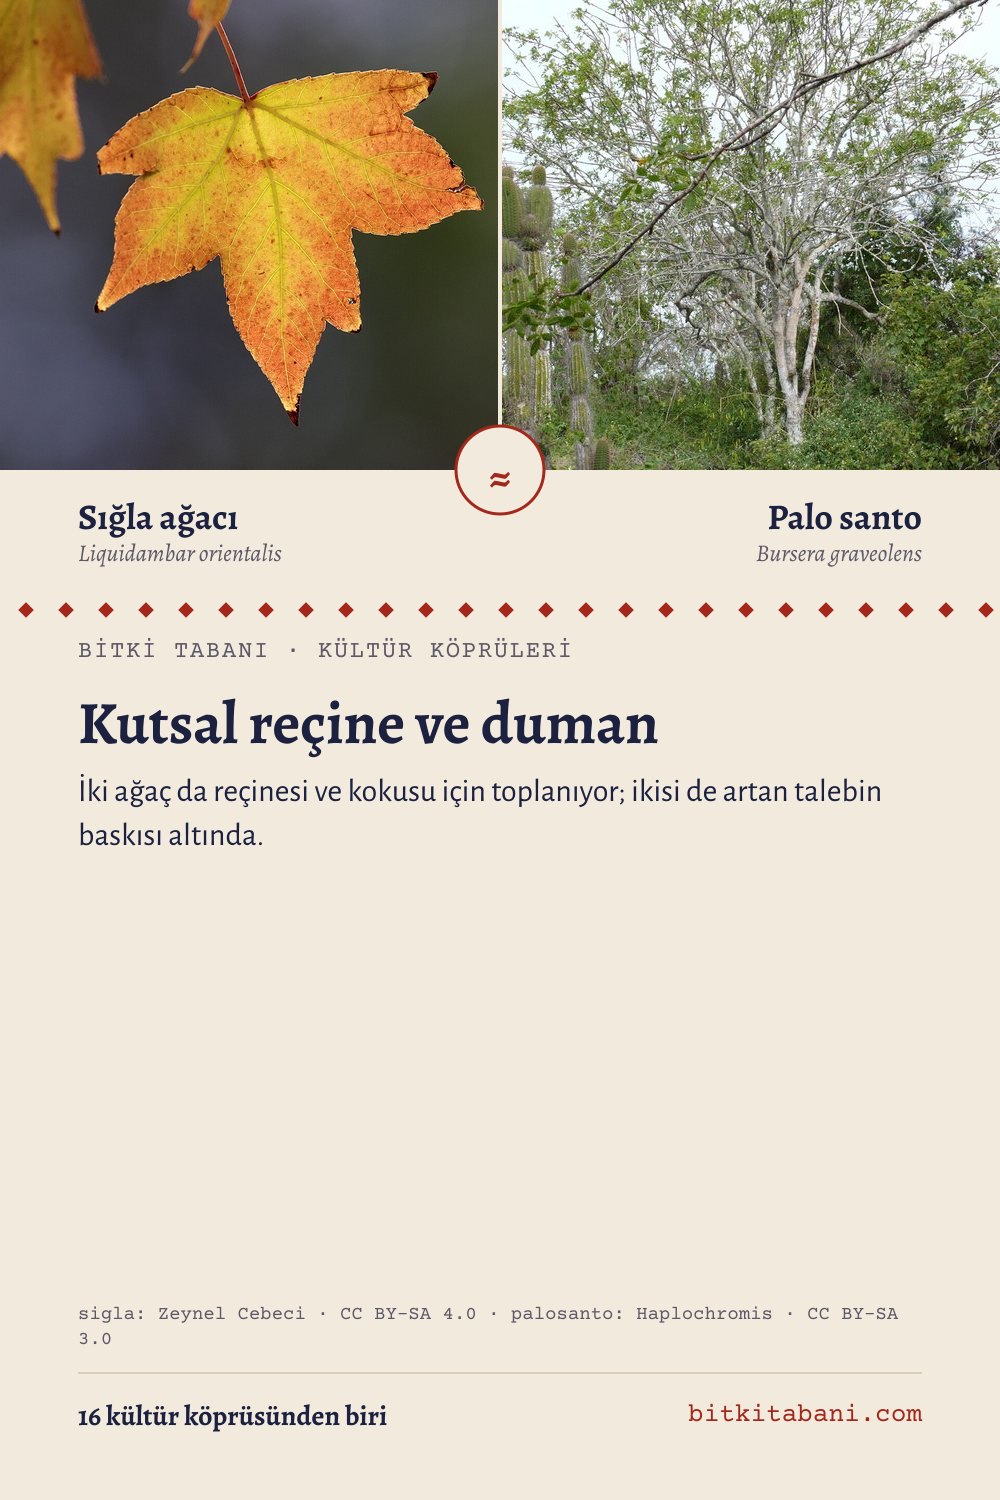 ≈
Sığla ağacı
Liquidambar orientalis
Palo santo
Bursera graveolens
BİTKİ TABANI · KÜLTÜR KÖPRÜLERİ
Kutsal reçine ve duman
İki ağaç da reçinesi ve kokusu için toplanıyor; ikisi de artan talebin
baskısı altında.
sigla: Zeynel Cebeci · CC BY-SA 4.0 · palosanto: Haplochromis · CC BY-SA
3.0
16 kültür köprüsünden biri
bitkitabani.com